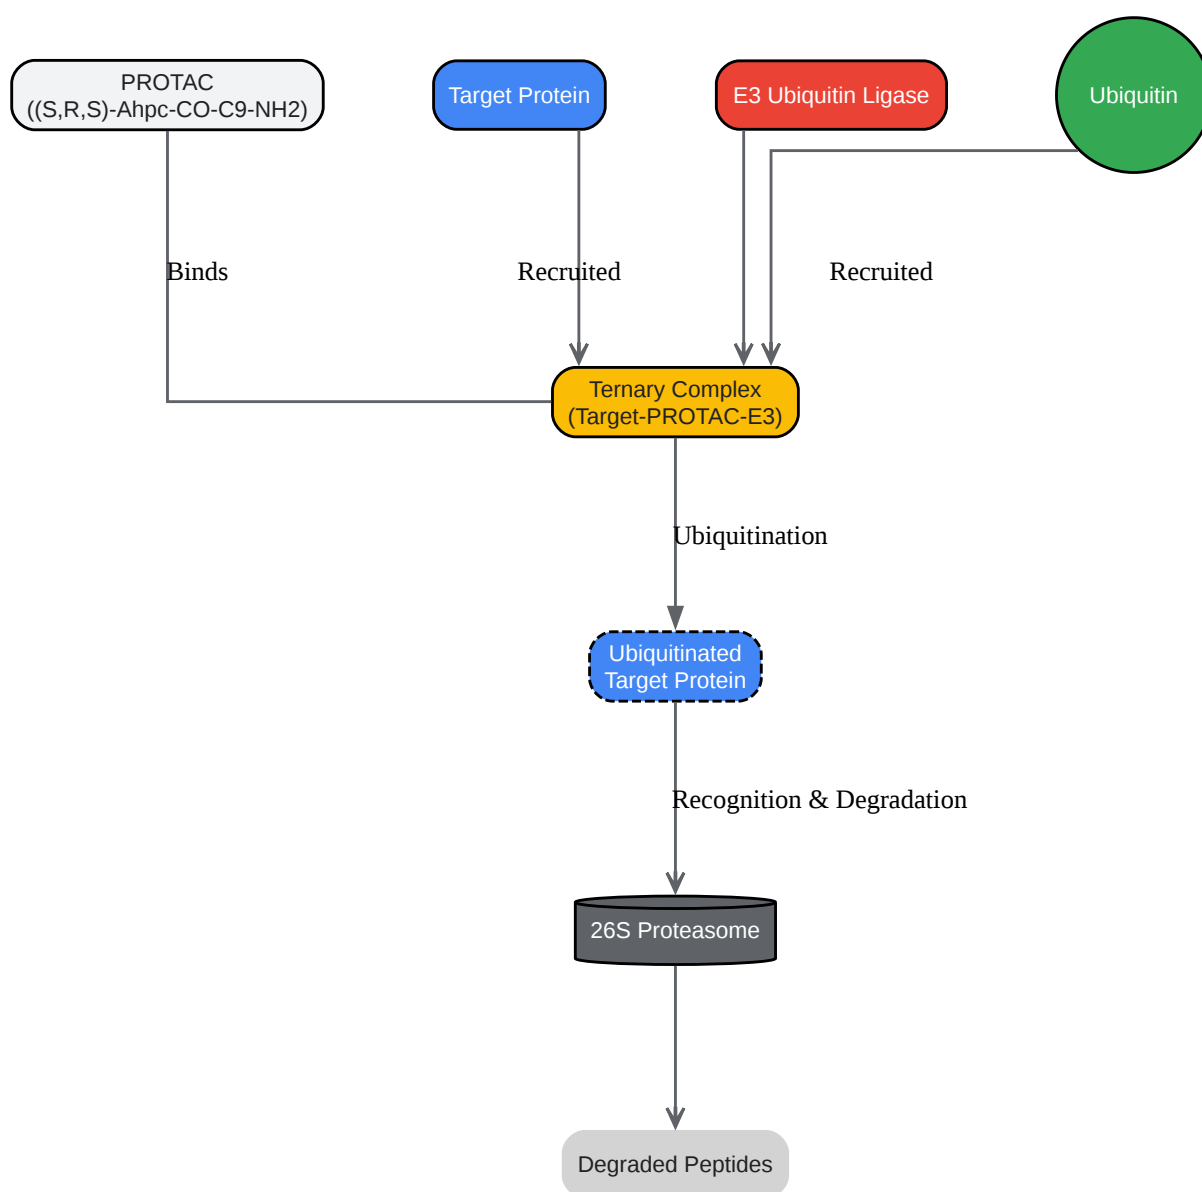 PROTAC
((S,R,S)-Ahpc-CO-C9-NH2)
Target Protein
E3 Ubiquitin Ligase
Ubiquitin
Binds
Recruited
Recruited
Ternary Complex
(Target-PROTAC-E3)
Ubiquitination
Ubiquitinated
Target Protein
Recognition & Degradation
26S Proteasome
Degraded Peptides